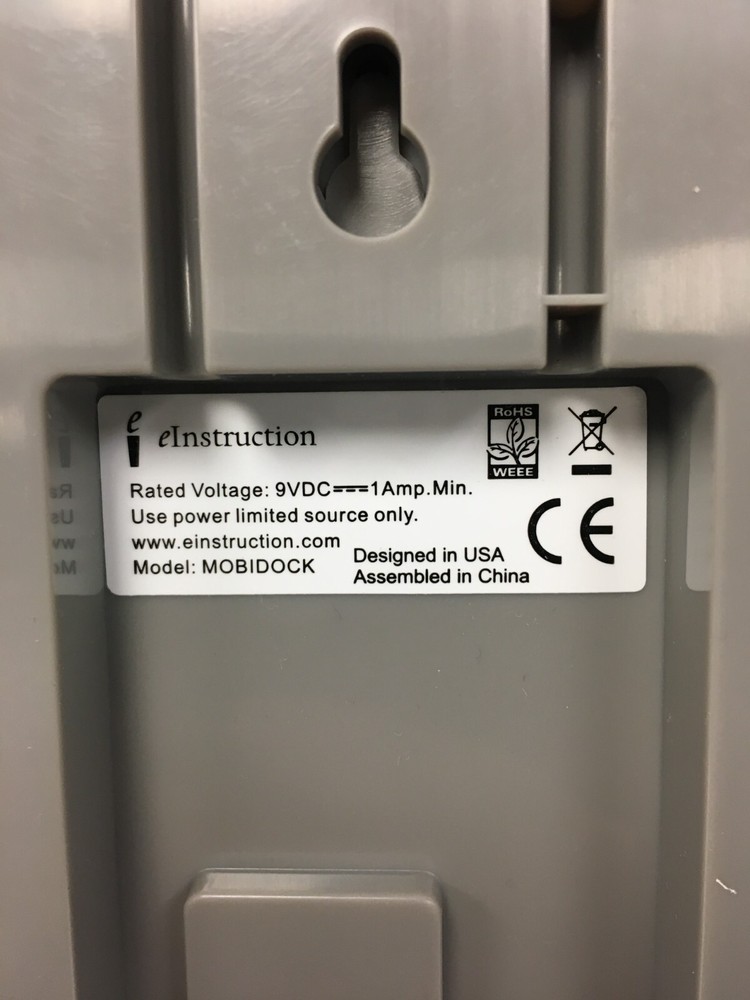 e
eInstruction
RoHS
WEEE
Rated Voltage: 9VDC⎓1Amp.Min.
Use power limited source only.
www.einstruction.com
Model: MOBIDOCK
Designed in USA
Assembled in China
CE